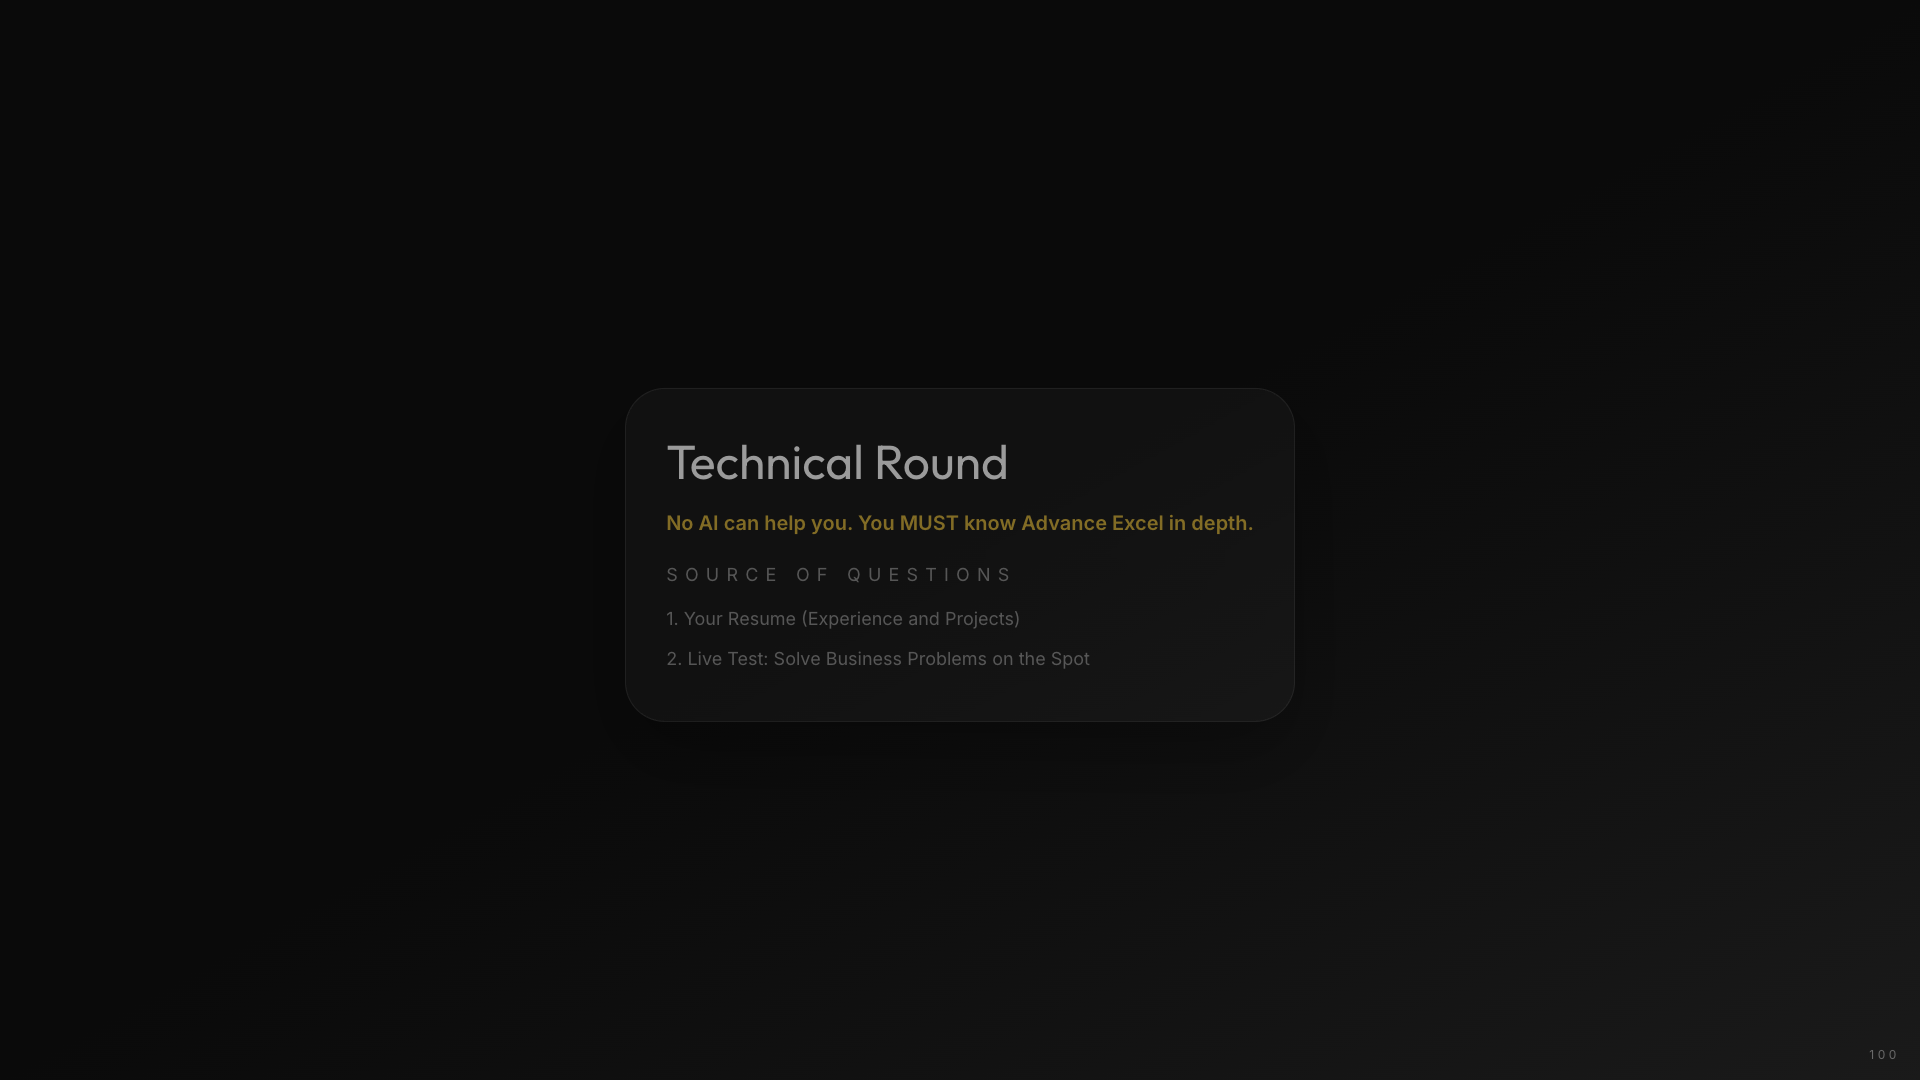 Technical Round
No AI can help you. You MUST know Advance Excel in depth.
SOURCE OF QUESTIONS
1. Your Resume (Experience and Projects)
2. Live Test: Solve Business Problems on the Spot
100